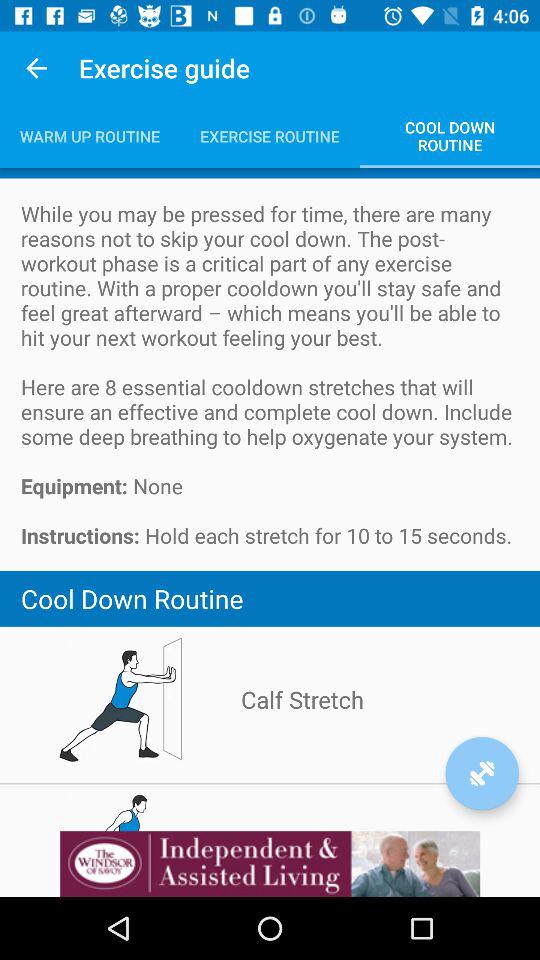 4:06
Exercise guide
WARM UP ROUTINE
EXERCISE ROUTINE
COOL DOWN
ROUTINE
While you may be pressed for time, there are many
reasons not to skip your cool down. The post-
workout phase is a critical part of any exercise
routine. With a proper cooldown you'll stay safe and
feel great afterward – which means you'll be able to
hit your next workout feeling your best.
Here are 8 essential cooldown stretches that will
ensure an effective and complete cool down. Include
some deep breathing to help oxygenate your system.
Equipment: None
Instructions: Hold each stretch for 10 to 15 seconds.
Cool Down Routine
Calf Stretch
The
WINDSOR
OF SAVOY
Independent &
Assisted Living